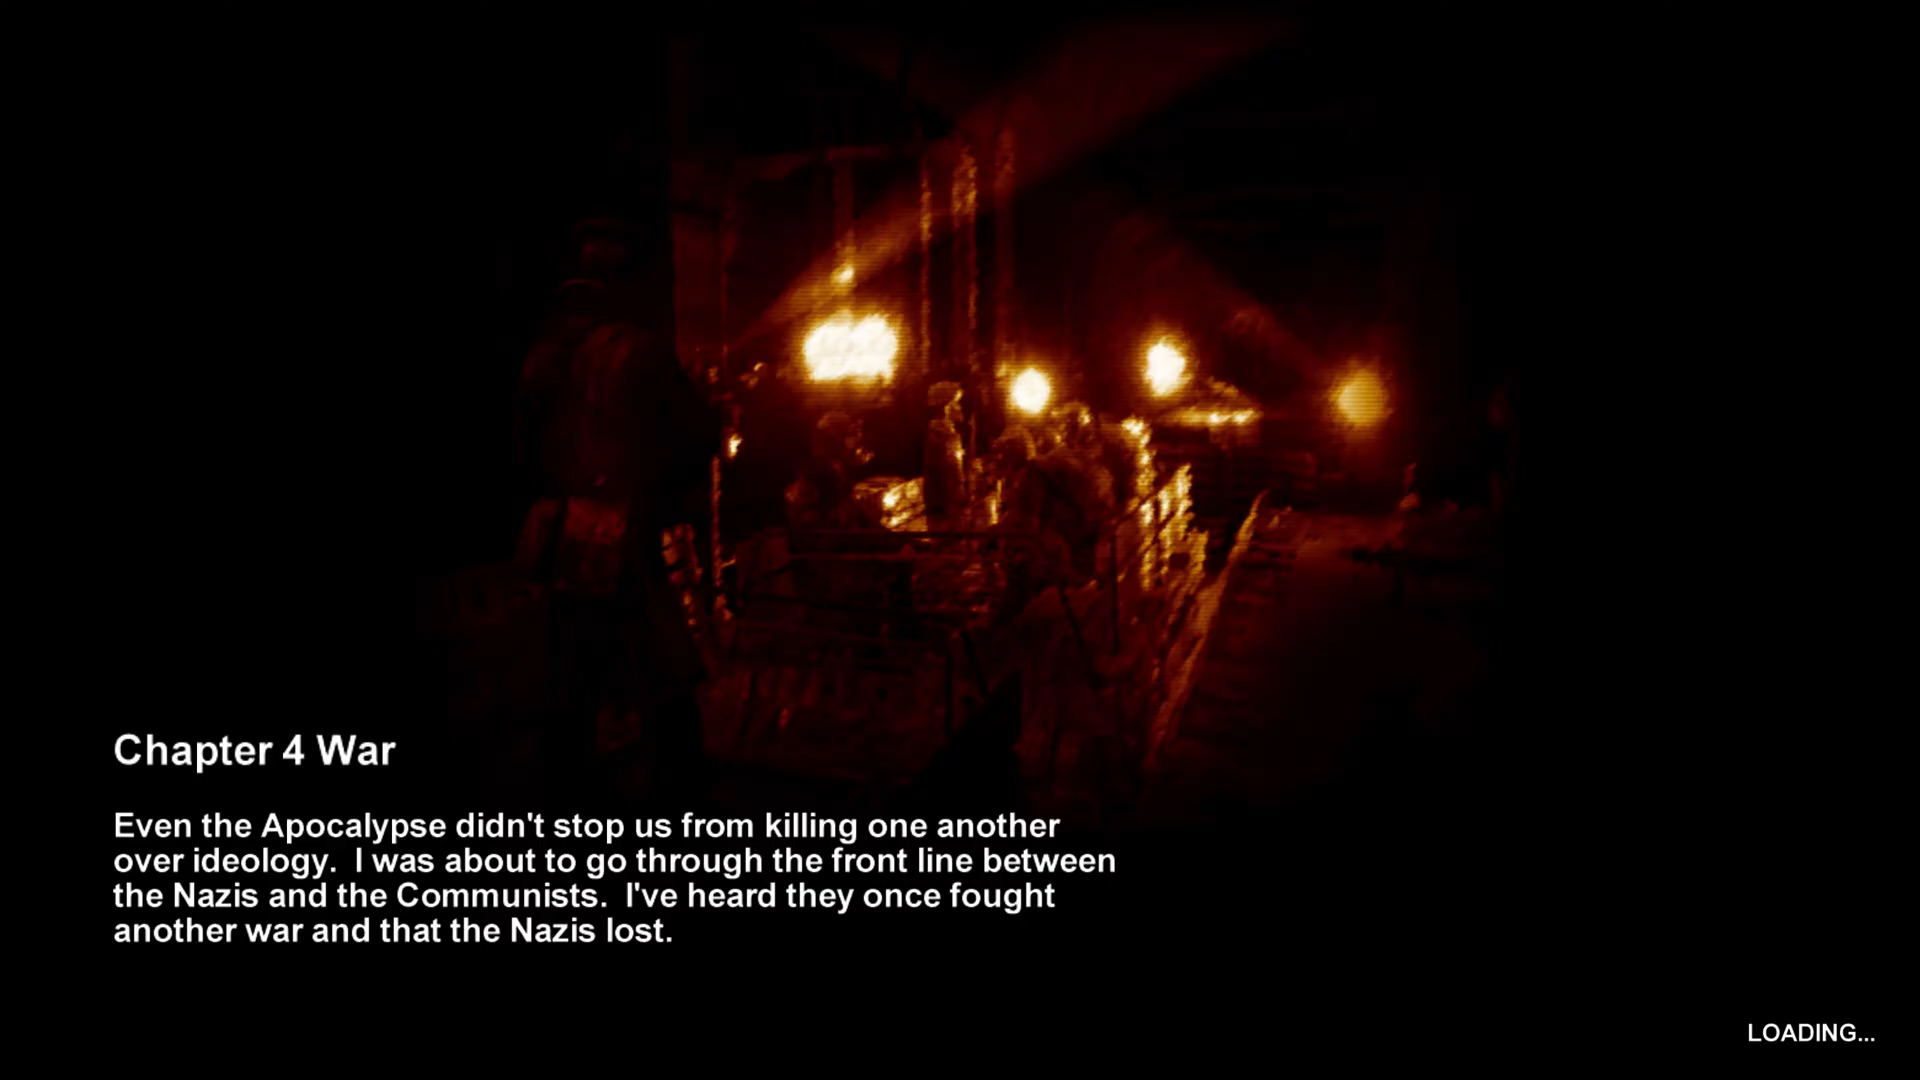 Chapter 4 War
Even the Apocalypse didn't stop us from killing one another
over ideology.  I was about to go through the front line between
the Nazis and the Communists.  I've heard they once fought
another war and that the Nazis lost.
LOADING...